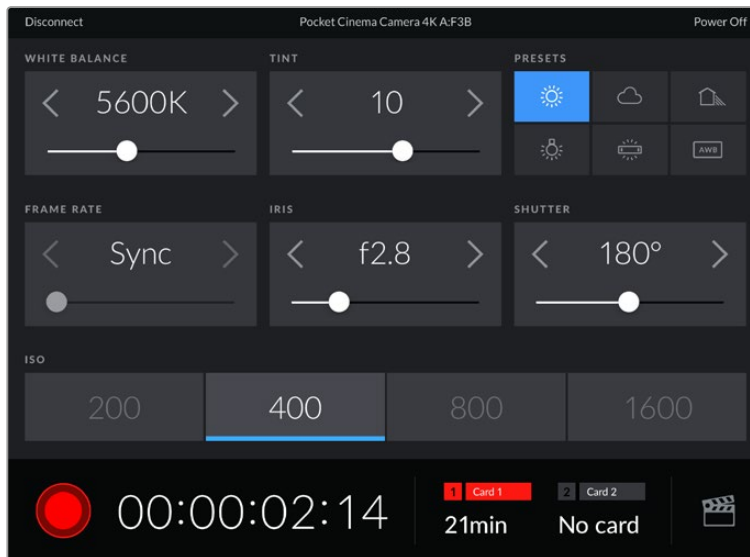 Disconnect Pocket Cinema Camera 4K A:F3B Power Off
WHITE BALANCE TINT PRESETS
5600K 10
AWB
FRAME RATE IRIS SHUTTER
Sync f2.8 180°
ISO
200 400 800 1600
00:00:02:14
1 Card 1 2 Card 2
21min No card